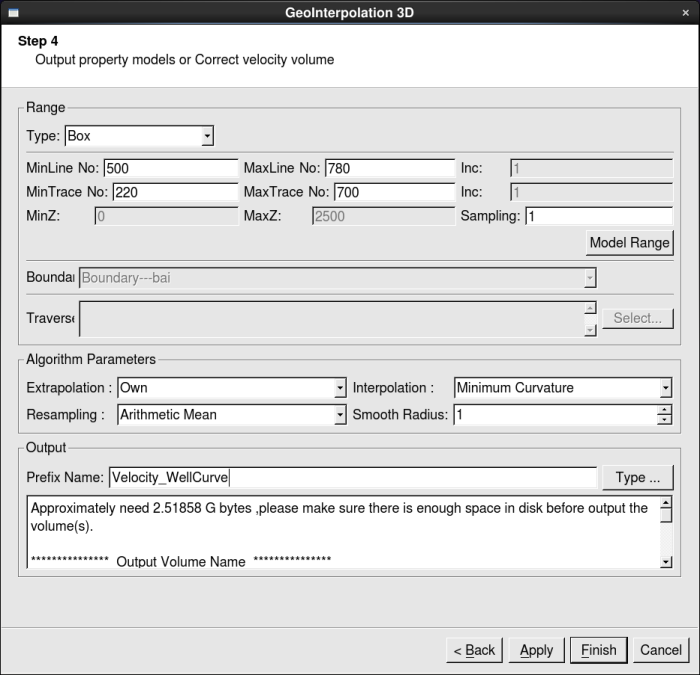 GeoInterpolation 3D
Step 4
Output property models or Correct velocity volume
Range
Type: Box
MinLine No: 500 MaxLine No: 780 Inc: 1
MinTrace No: 220 MaxTrace No: 700 Inc: 1
MinZ: 0 MaxZ: 2500 Sampling: 1
Model Range
Boundar Boundary---bai
Traverse Select...
Algorithm Parameters
Extrapolation : Own Interpolation : Minimum Curvature
Resampling : Arithmetic Mean Smooth Radius: 1
Output
Prefix Name: Velocity_WellCurve Type ...
Approximately need 2.51858 G bytes ,please make sure there is enough space in disk before output the
volume(s).
*************** Output Volume Name ***************
< Back Apply Finish Cancel